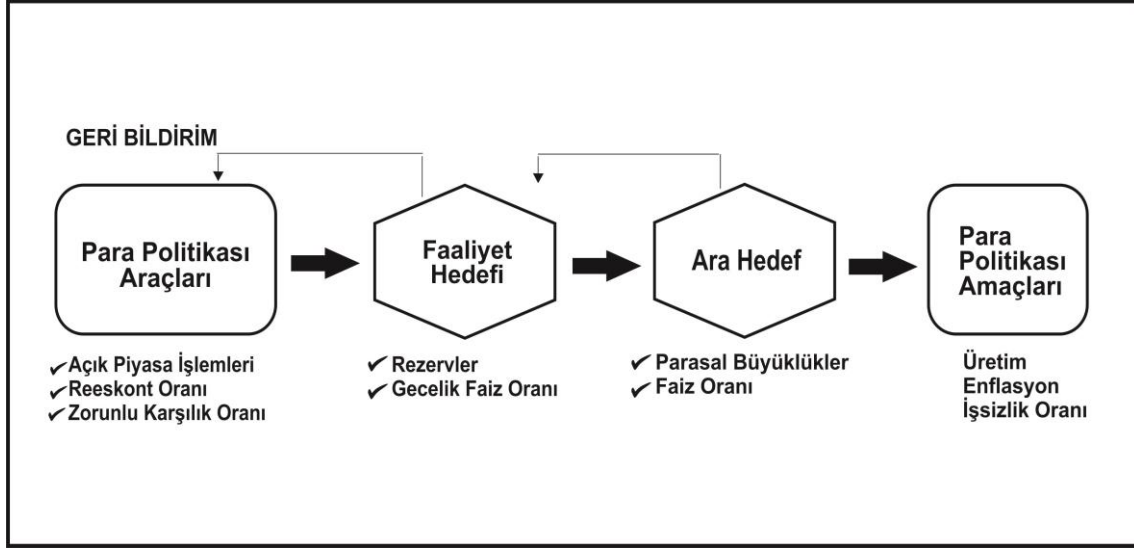 GERİ BİLDİRİM
Para Politikası
Araçları
Faaliyet
Hedefi
Ara Hedef
Para
Politikası
Amaçları
Açık Piyasa İşlemleri
Reeskont Oranı
Zorunlu Karşılık Oranı
Rezervler
Gecelik Faiz Oranı
Parasal Büyüklükler
Faiz Oranı
Üretim
Enflasyon
İşsizlik Oranı